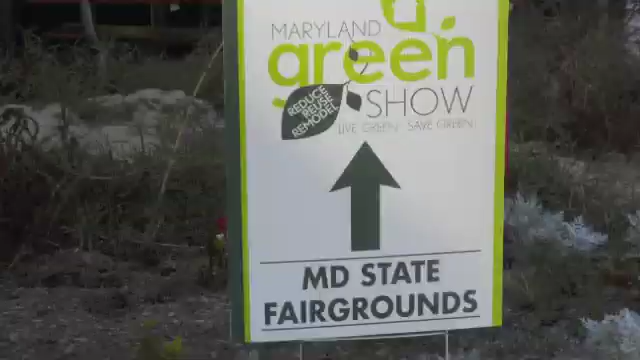 MARYLAND
green
SHOW
REDUCE
REUSE
REMODEL
LIVE GREEN SAVE GREEN
MD STATE
FAIRGROUNDS